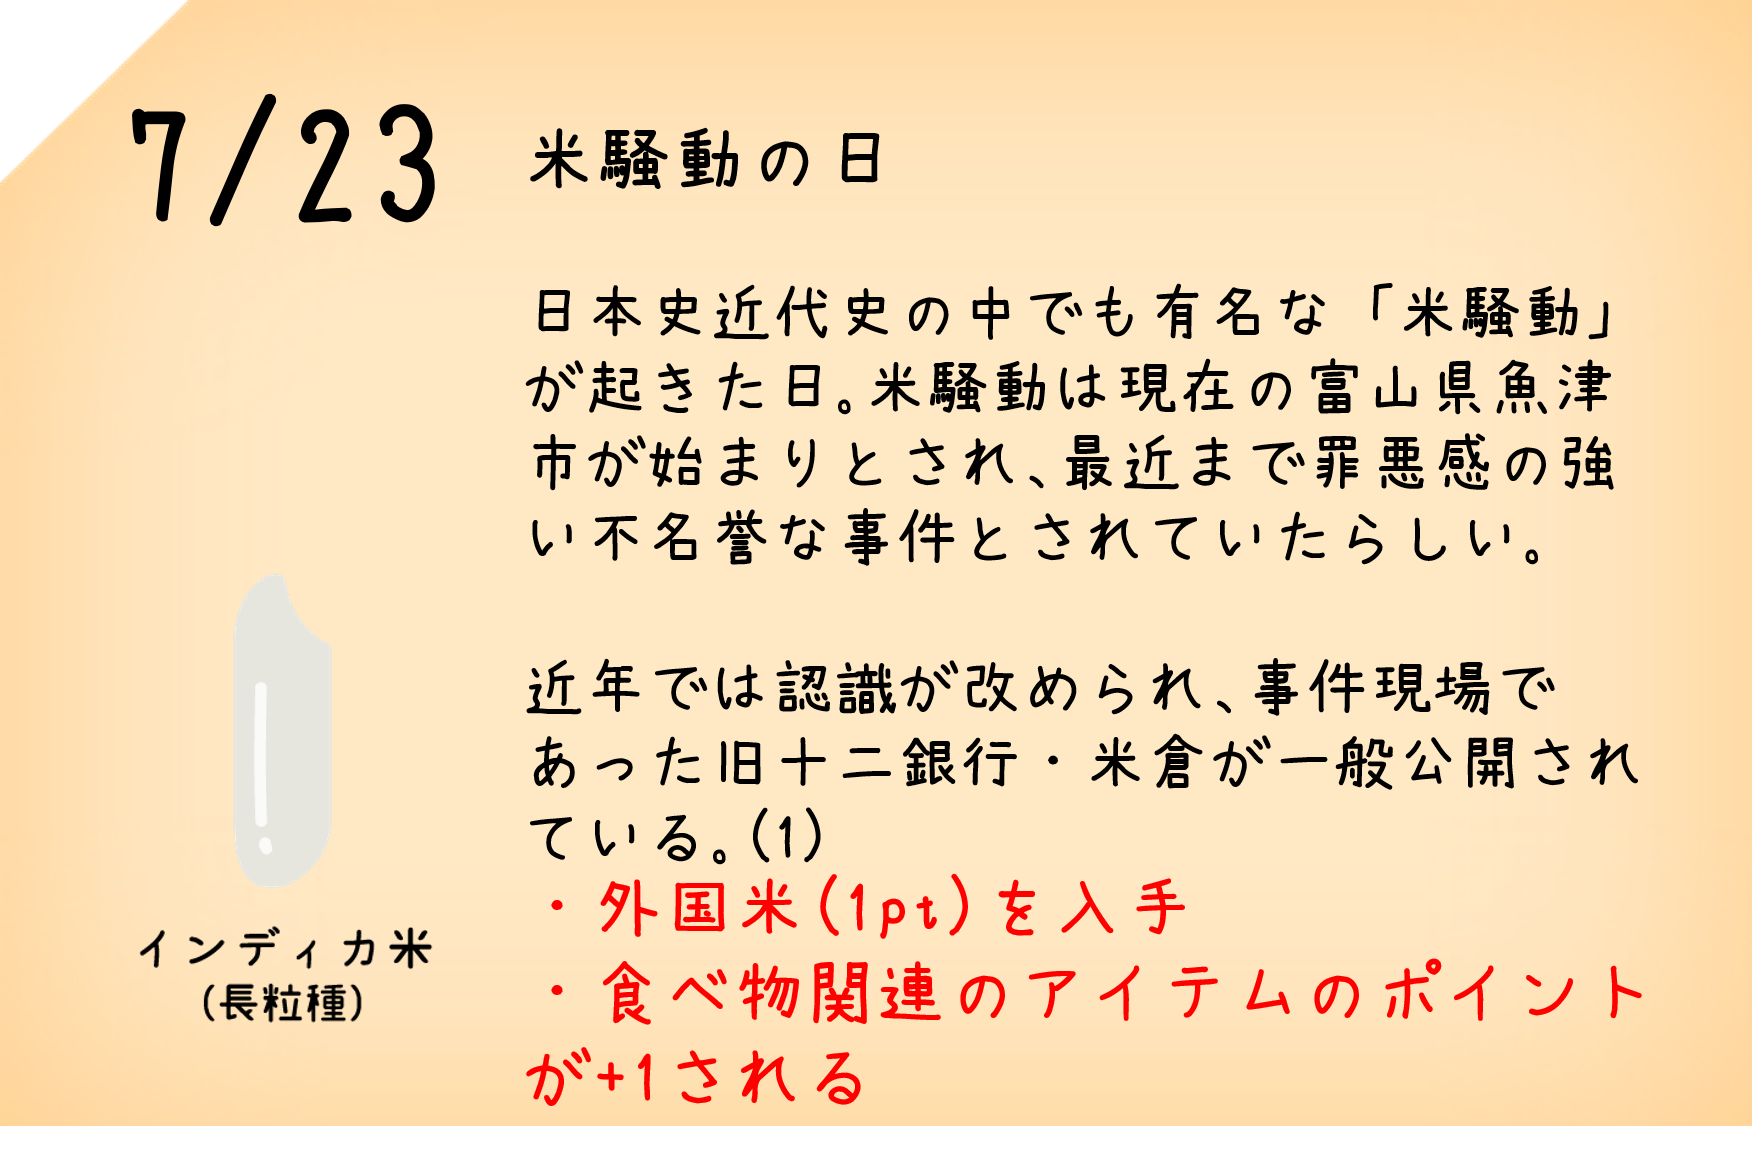 7/23
米騒動の日
日本史近代史の中でも有名な「米騒動」
が起きた日。米騒動は現在の富山県魚津
市が始まりとされ、最近まで罪悪感の強
い不名誉な事件とされていたらしい。
近年では認識が改められ、事件現場で
あった旧十二銀行・米倉が一般公開され
ている。(1)
・外国米(1pt)を入手
・食べ物関連のアイテムのポイント
が+1される
インディカ米
(長粒種)